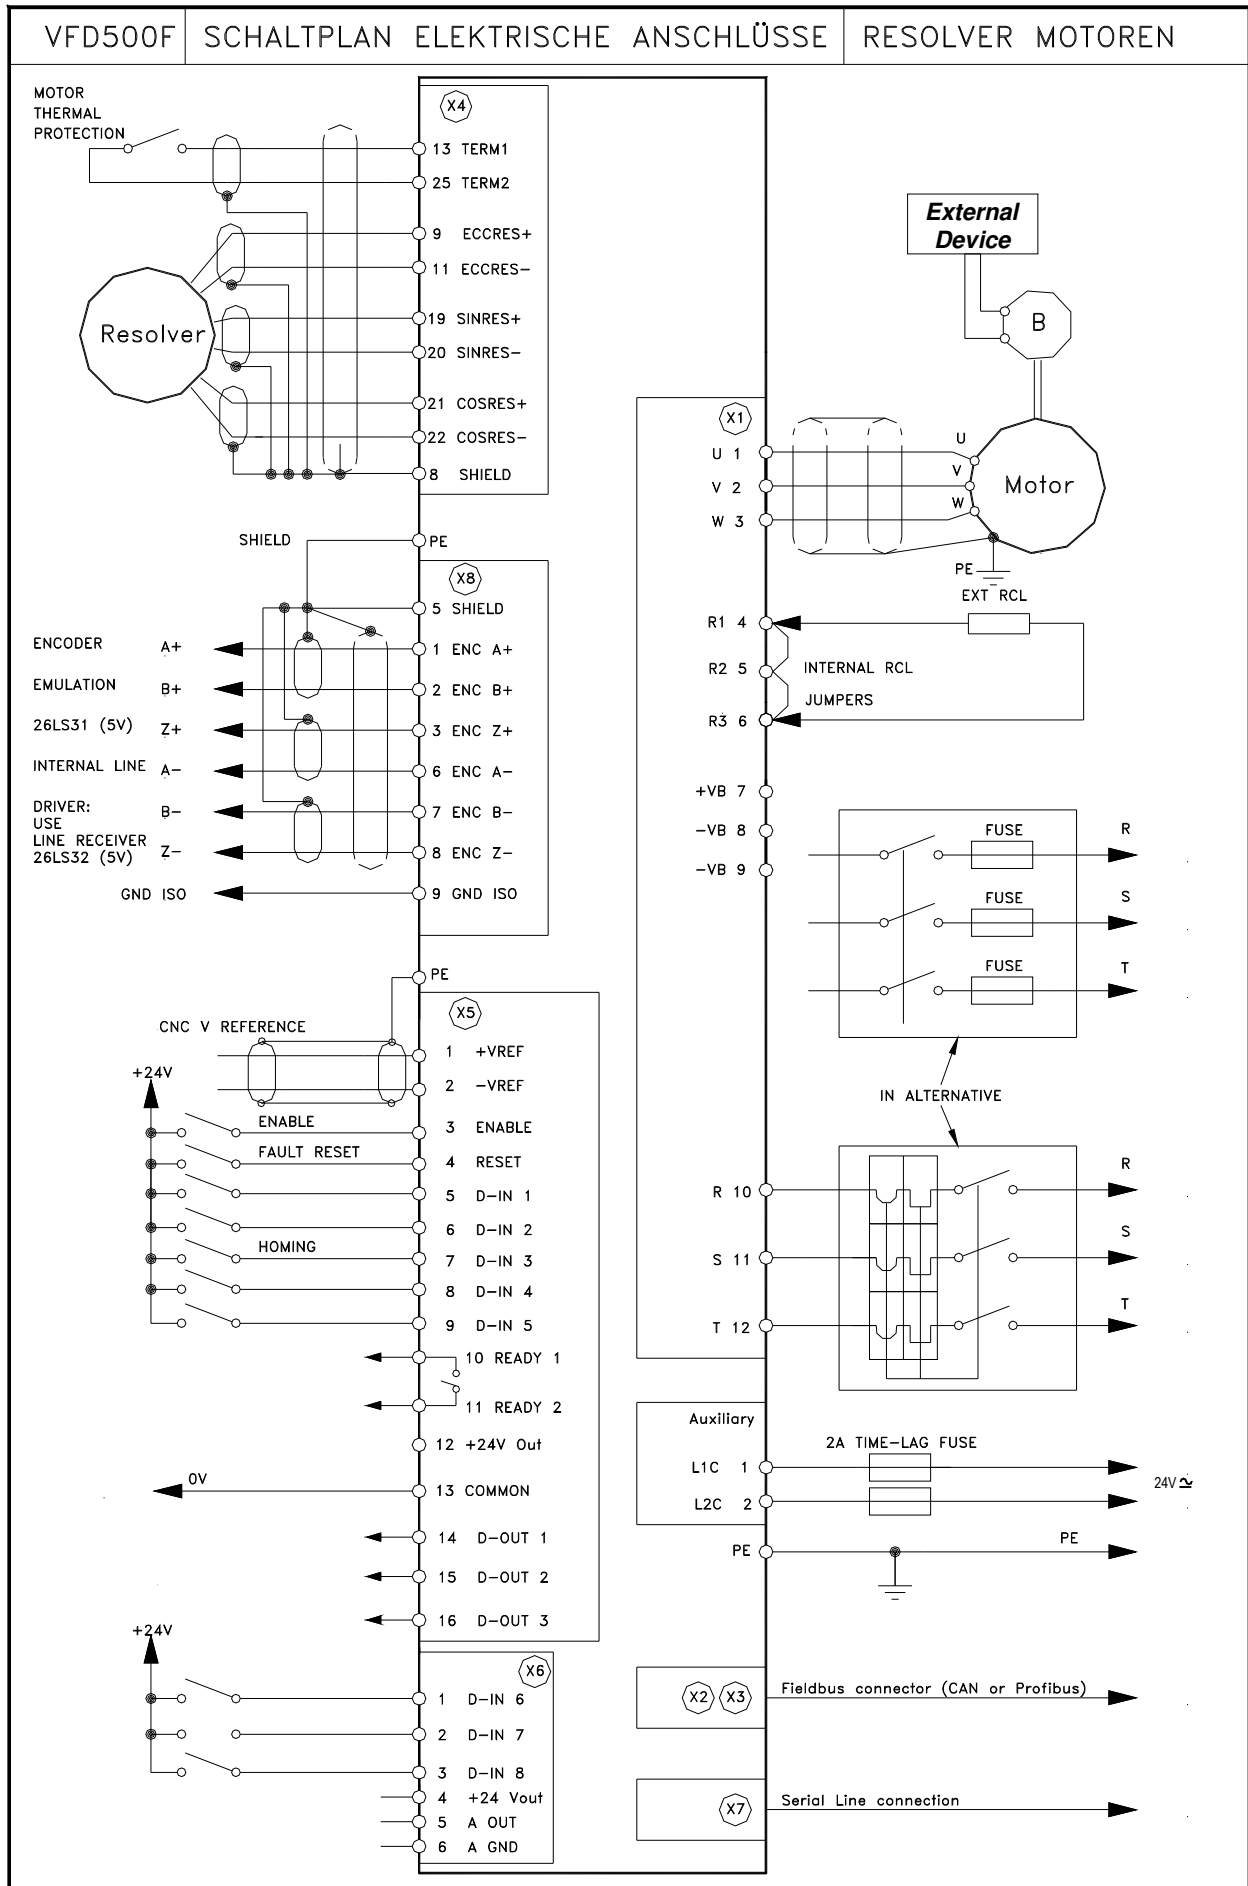 VFD500F
SCHALTPLAN ELEKTRISCHE ANSCHLÜSSE
RESOLVER MOTOREN
MOTOR
THERMAL
PROTECTION
X4
13 TERM1
25 TERM2
9 ECCRES+
11 ECCRES-
19 SINRES+
20 SINRES-
21 COSRES+
22 COSRES-
8 SHIELD
Resolver
SHIELD
PE
X8
5 SHIELD
ENCODER A+
1 ENC A+
EMULATION B+
2 ENC B+
26LS31 (5V) Z+
3 ENC Z+
INTERNAL LINE A-
6 ENC A-
DRIVER: B-
USE
7 ENC B-
LINE RECEIVER
26LS32 (5V) Z-
8 ENC Z-
GND ISO
9 GND ISO
PE
X5
CNC V REFERENCE
1 +VREF
2 -VREF
+24V
ENABLE
3 ENABLE
FAULT RESET
4 RESET
5 D-IN 1
6 D-IN 2
HOMING
7 D-IN 3
8 D-IN 4
9 D-IN 5
10 READY 1
11 READY 2
12 +24V Out
0V
13 COMMON
14 D-OUT 1
15 D-OUT 2
16 D-OUT 3
+24V
X6
1 D-IN 6
2 D-IN 7
3 D-IN 8
4 +24 Vout
5 A OUT
6 A GND
External
Device
B
X1
U 1
V 2
W 3
U
V
W
Motor
PE
EXT RCL
R1 4
R2 5
INTERNAL RCL
JUMPERS
R3 6
+VB 7
-VB 8
-VB 9
FUSE R
FUSE S
FUSE T
IN ALTERNATIVE
R 10
R
S 11
S
T 12
T
Auxiliary
2A TIME-LAG FUSE
L1C 1
L2C 2
24V ≃
PE
PE
X2 X3
Fieldbus connector (CAN or Profibus)
X7
Serial Line connection